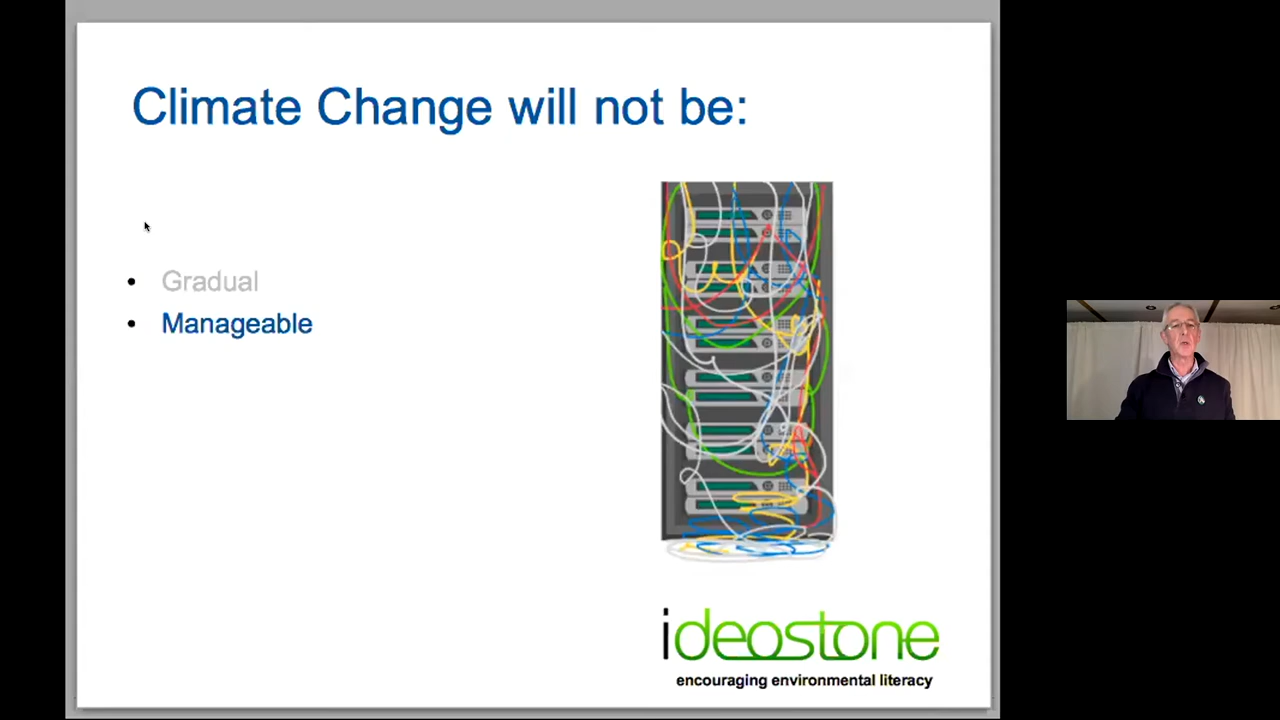 Climate Change will not be:
• Gradual
• Manageable
ideostone
encouraging environmental literacy